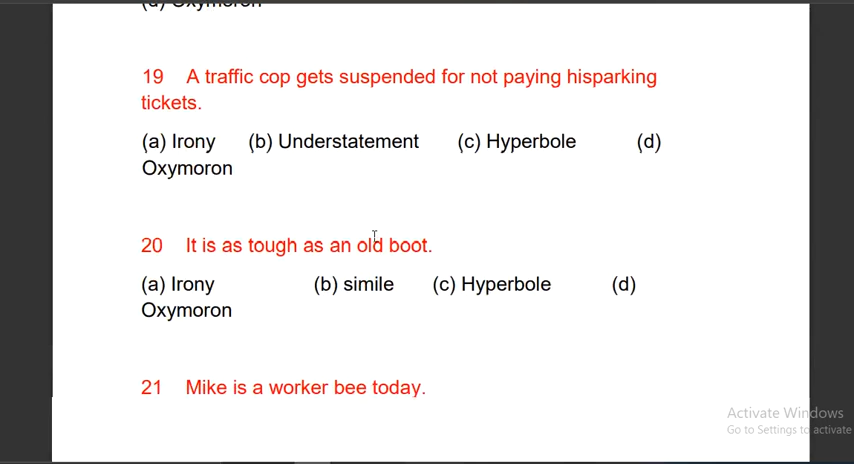 19 A traffic cop gets suspended for not paying hisparking
tickets.
(a) Irony (b) Understatement (c) Hyperbole (d)
Oxymoron
20 It is as tough as an old boot.
(a) Irony (b) simile (c) Hyperbole (d)
Oxymoron
21 Mike is a worker bee today.
Activate Windows
Go to Settings to activate